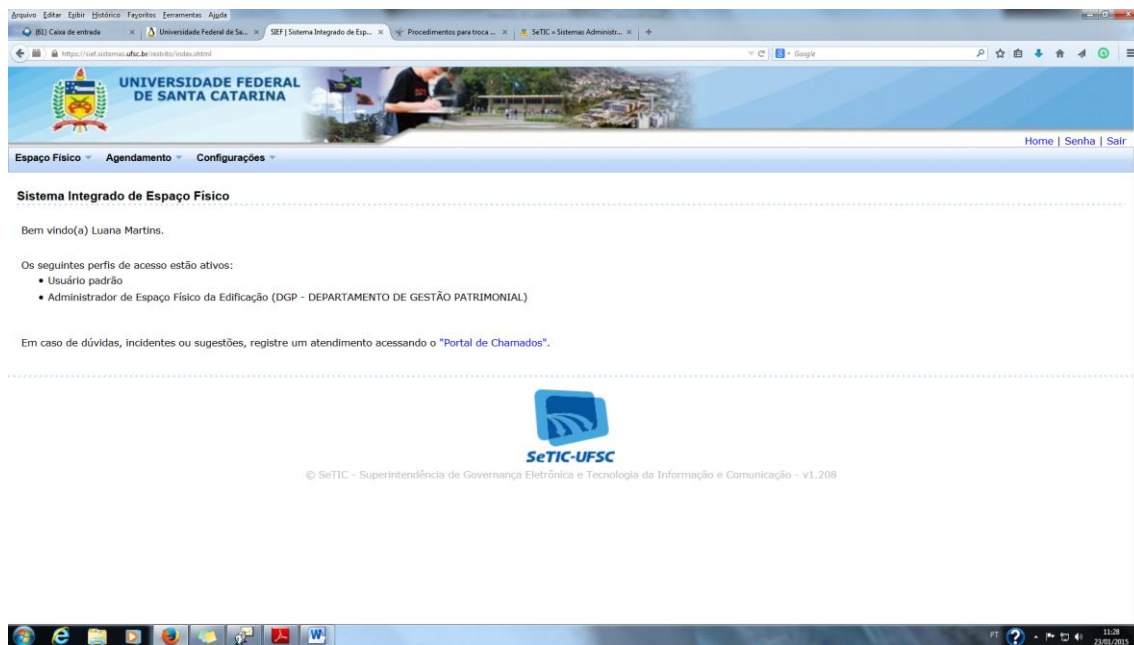 Arquivo Editar Exibir Histórico Favoritos Ferramentas Ajuda
(61) Caixa de entrada
Universidade Federal de Sa...
SIEF | Sistema Integrado de Esp...
Procedimentos para troca ...
SeTIC » Sistemas Administr...
https://sief.sistemas.ufsc.br/restrito/index.xhtml
Google
UNIVERSIDADE FEDERAL
DE SANTA CATARINA
Home | Senha | Sair
Espaço Físico Agendamento Configurações
Sistema Integrado de Espaço Físico
Bem vindo(a) Luana Martins.
Os seguintes perfis de acesso estão ativos:
• Usuário padrão
• Administrador de Espaço Físico da Edificação (DGP - DEPARTAMENTO DE GESTÃO PATRIMONIAL)
Em caso de dúvidas, incidentes ou sugestões, registre um atendimento acessando o "Portal de Chamados".
SeTIC-UFSC
© SeTIC - Superintendência de Governança Eletrônica e Tecnologia da Informação e Comunicação - v1.208
PT
11:28
23/01/2015